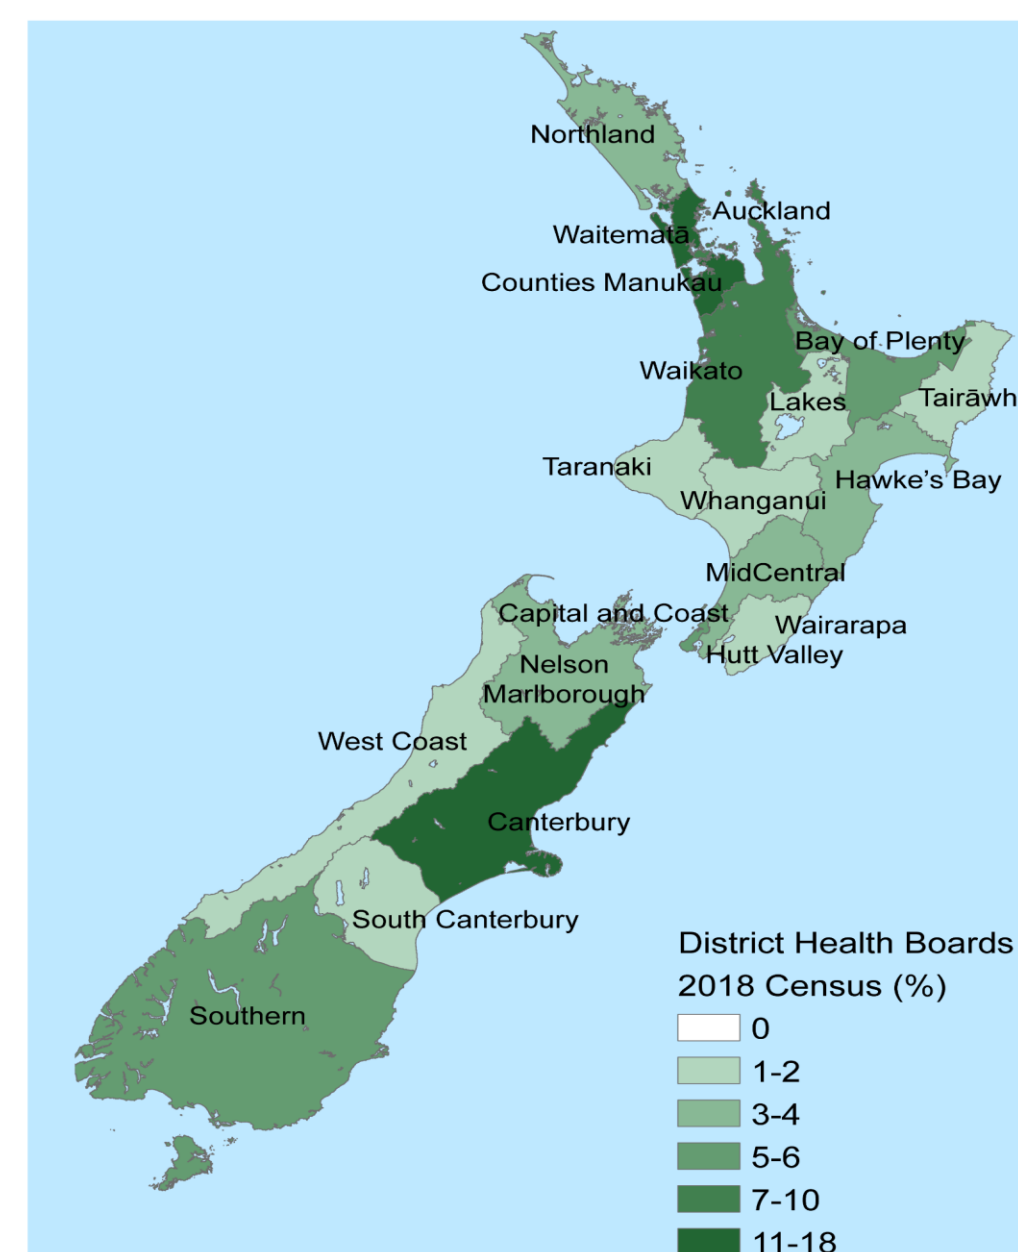 Northland
Auckland
Waitematā
Counties Manukau
Bay of Plenty
Waikato
Lakes
Tairāwh
Taranaki
Hawke's Bay
Whanganui
MidCentral
Capital and Coast
Wairarapa
Hutt Valley
Nelson
Marlborough
West Coast
Canterbury
South Canterbury
Southern
District Health Boards
2018 Census (%)
0
1-2
3-4
5-6
7-10
11-18